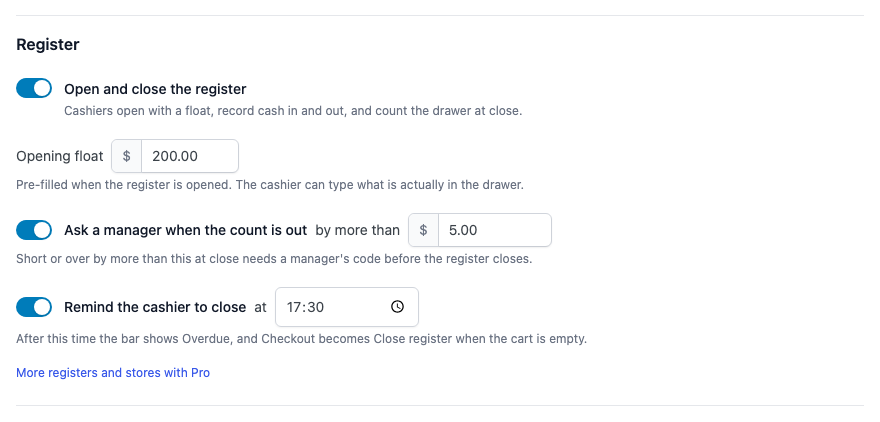 Register
Open and close the register
Cashiers open with a float, record cash in and out, and count the drawer at close.
Opening float $ 200.00
Pre-filled when the register is opened. The cashier can type what is actually in the drawer.
Ask a manager when the count is out by more than $ 5.00
Short or over by more than this at close needs a manager's code before the register closes.
Remind the cashier to close at 17:30
After this time the bar shows Overdue, and Checkout becomes Close register when the cart is empty.
More registers and stores with Pro